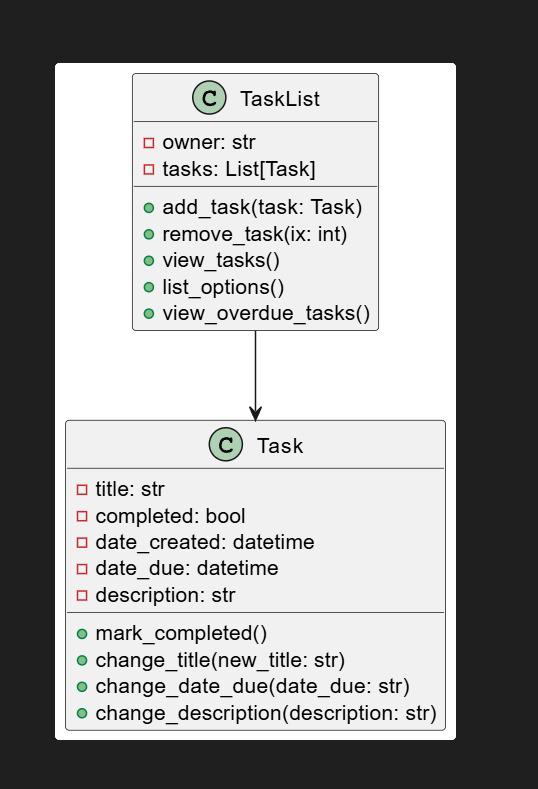 C TaskList
owner: str
tasks: List[Task]
add_task(task: Task)
remove_task(ix: int)
view_tasks()
list_options()
view_overdue_tasks()
C Task
title: str
completed: bool
date_created: datetime
date_due: datetime
description: str
mark_completed()
change_title(new_title: str)
change_date_due(date_due: str)
change_description(description: str)